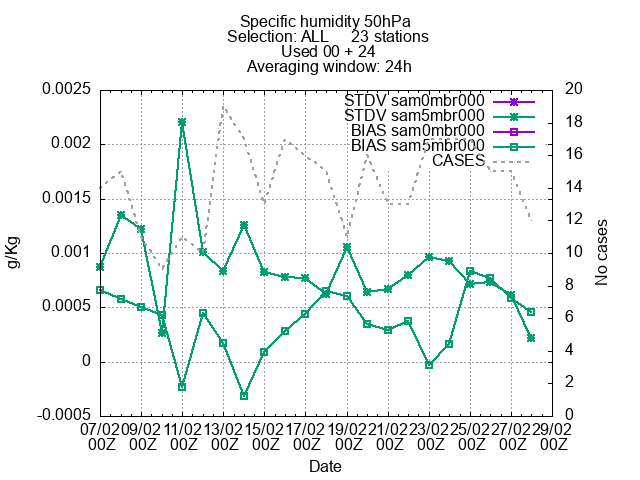 Specific humidity 50hPa
Selection: ALL 23 stations
Used 00 + 24
Averaging window: 24h
STDV sam0mbr000
STDV sam5mbr000
BIAS sam0mbr000
BIAS sam5mbr000
CASES
0.0025
0.002
0.0015
0.001
0.0005
0
-0.0005
g/Kg
20
18
16
14
12
10
8
6
4
2
0
No cases
07/02 09/02 11/02 13/02 15/02 17/02 19/02 21/02 23/02 25/02 27/02 29/02
00Z 00Z 00Z 00Z 00Z 00Z 00Z 00Z 00Z 00Z 00Z 00Z
Date